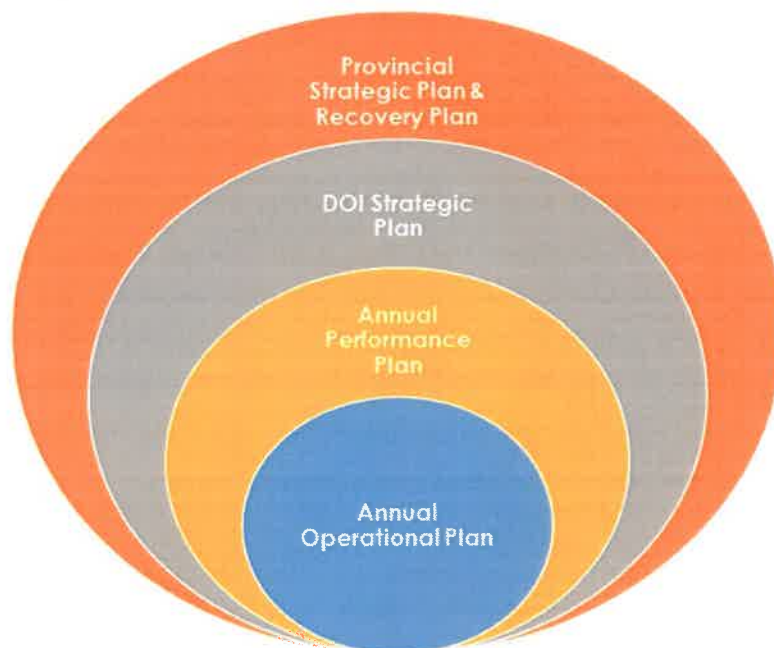 Provincial
Strategic Plan &
Recovery Plan
DOI Strategic
Plan
Annual
Performance
Plan
Annual
Operational Plan